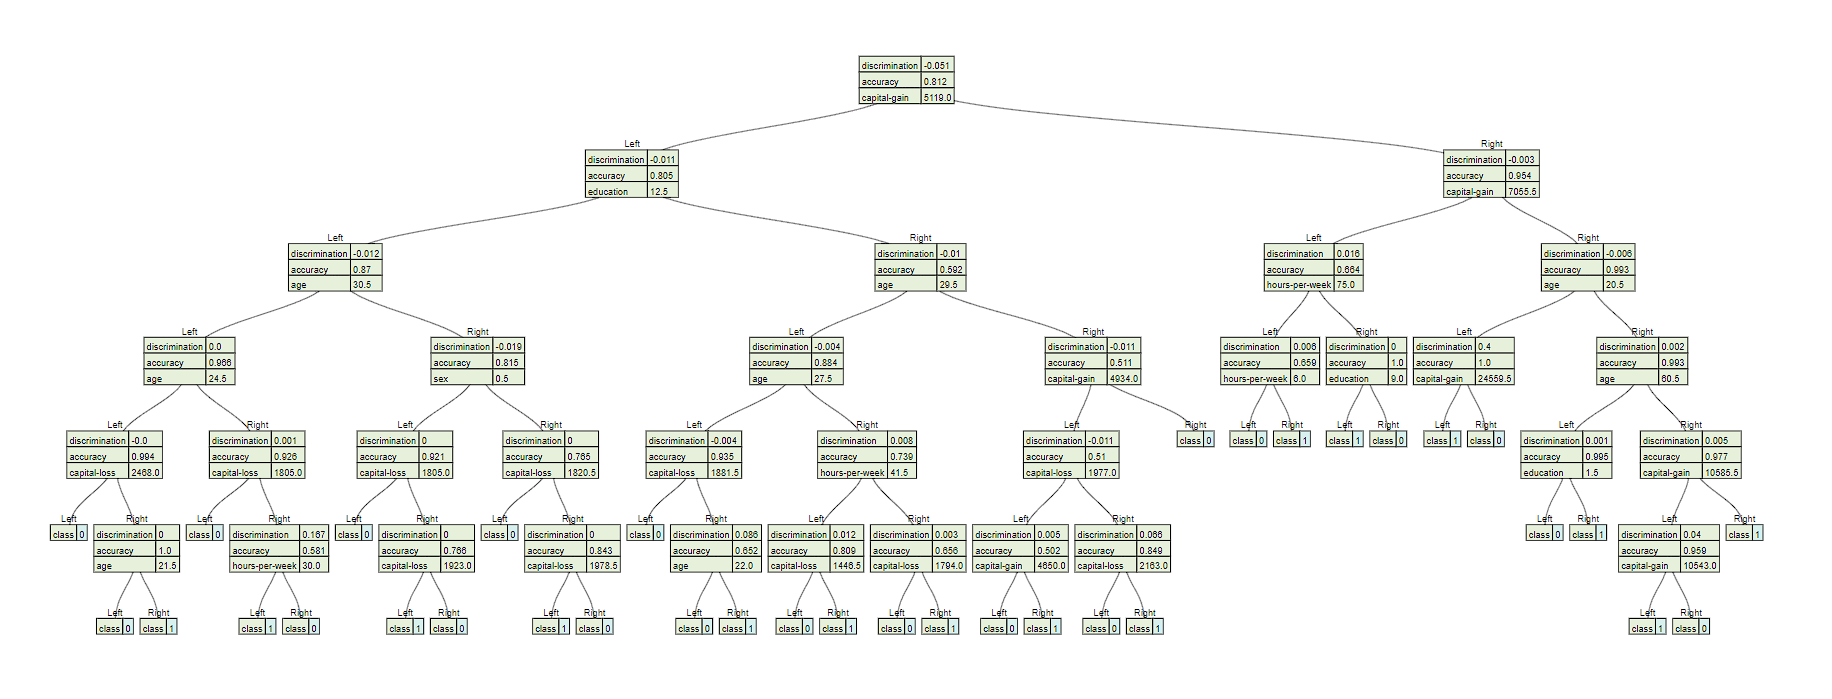 discrimination -0.051
accuracy 0.812
capital-gain 5119.0
Left
discrimination -0.011
accuracy 0.805
education 12.5
Right
discrimination -0.003
accuracy 0.954
capital-gain 7055.5
Left
discrimination -0.012
accuracy 0.87
age 30.5
Right
discrimination -0.01
accuracy 0.592
age 29.5
Left
discrimination 0.016
accuracy 0.664
hours-per-week 75.0
Right
discrimination -0.006
accuracy 0.993
age 20.5
Left
discrimination 0.0
accuracy 0.966
age 24.5
Right
discrimination -0.019
accuracy 0.815
sex 0.5
Left
discrimination -0.004
accuracy 0.884
age 27.5
Right
discrimination -0.011
accuracy 0.511
capital-gain 4934.0
Left
discrimination 0.006
accuracy 0.659
hours-per-week 6.0
Right
discrimination 0
accuracy 1.0
education 9.0
Left
discrimination 0.4
accuracy 1.0
capital-gain 24559.5
Right
discrimination 0.002
accuracy 0.993
age 60.5
Left
discrimination -0.0
accuracy 0.994
capital-loss 2468.0
Right
discrimination 0.001
accuracy 0.926
capital-loss 1805.0
Left
discrimination 0
accuracy 0.921
capital-loss 1805.0
Right
discrimination 0
accuracy 0.765
capital-loss 1820.5
Left
discrimination -0.004
accuracy 0.935
capital-loss 1881.5
Right
discrimination 0.008
accuracy 0.739
hours-per-week 41.5
Left
discrimination -0.011
accuracy 0.51
capital-loss 1977.0
Right
class 0
Left
class 0
Right
class 1
Left
class 1
Right
class 0
Left
class 1
Right
class 0
Left
discrimination 0.001
accuracy 0.995
education 1.5
Right
discrimination 0.005
accuracy 0.977
capital-gain 10585.5
Left
class 0
Right
discrimination 0
accuracy 1.0
age 21.5
Left
class 0
Right
discrimination 0.167
accuracy 0.581
hours-per-week 30.0
Left
class 0
Right
discrimination 0
accuracy 0.766
capital-loss 1923.0
Left
class 0
Right
discrimination 0
accuracy 0.843
capital-loss 1978.5
Left
class 0
Right
discrimination 0.086
accuracy 0.652
age 22.0
Left
discrimination 0.012
accuracy 0.809
capital-loss 1446.5
Right
discrimination 0.003
accuracy 0.656
capital-loss 1794.0
Left
discrimination 0.005
accuracy 0.502
capital-gain 4650.0
Right
discrimination 0.066
accuracy 0.849
capital-loss 2163.0
Left
class 0
Right
class 1
Left
discrimination 0.04
accuracy 0.959
capital-gain 10543.0
Right
class 1
Left
class 0
Right
class 1
Left
class 1
Right
class 0
Left
class 1
Right
class 0
Left
class 1
Right
class 0
Left
class 0
Right
class 1
Left
class 0
Right
class 1
Left
class 0
Right
class 1
Left
class 0
Right
class 1
Left
class 0
Right
class 1
Left
class 1
Right
class 0